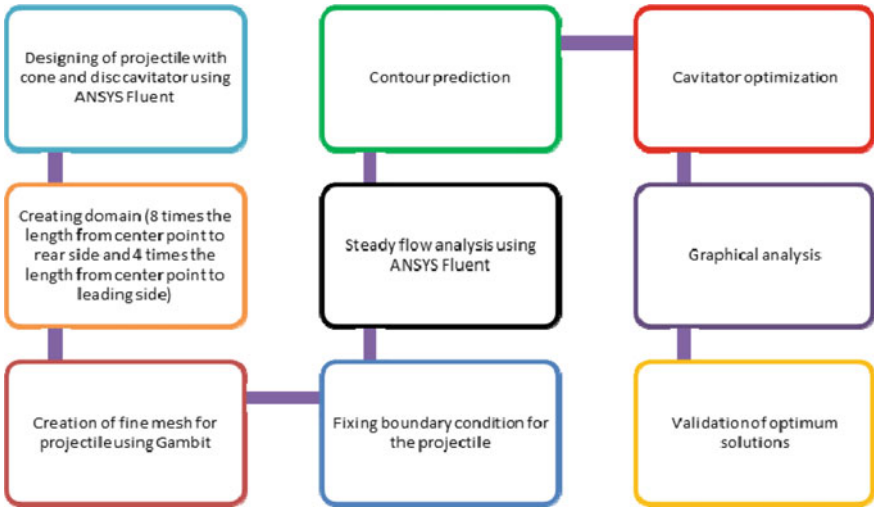 Designing of projectile with
cone and disc cavitator using
ANSYS Fluent
Creating domain (8 times the
length from center point to
rear side and 4 times the
length from center point to
leading side)
Creation of fine mesh for
projectile using Gambit
Fixing boundary condition for
the projectile
Steady flow analysis using
ANSYS Fluent
Contour prediction
Cavitator optimization
Graphical analysis
Validation of optimum
solutions